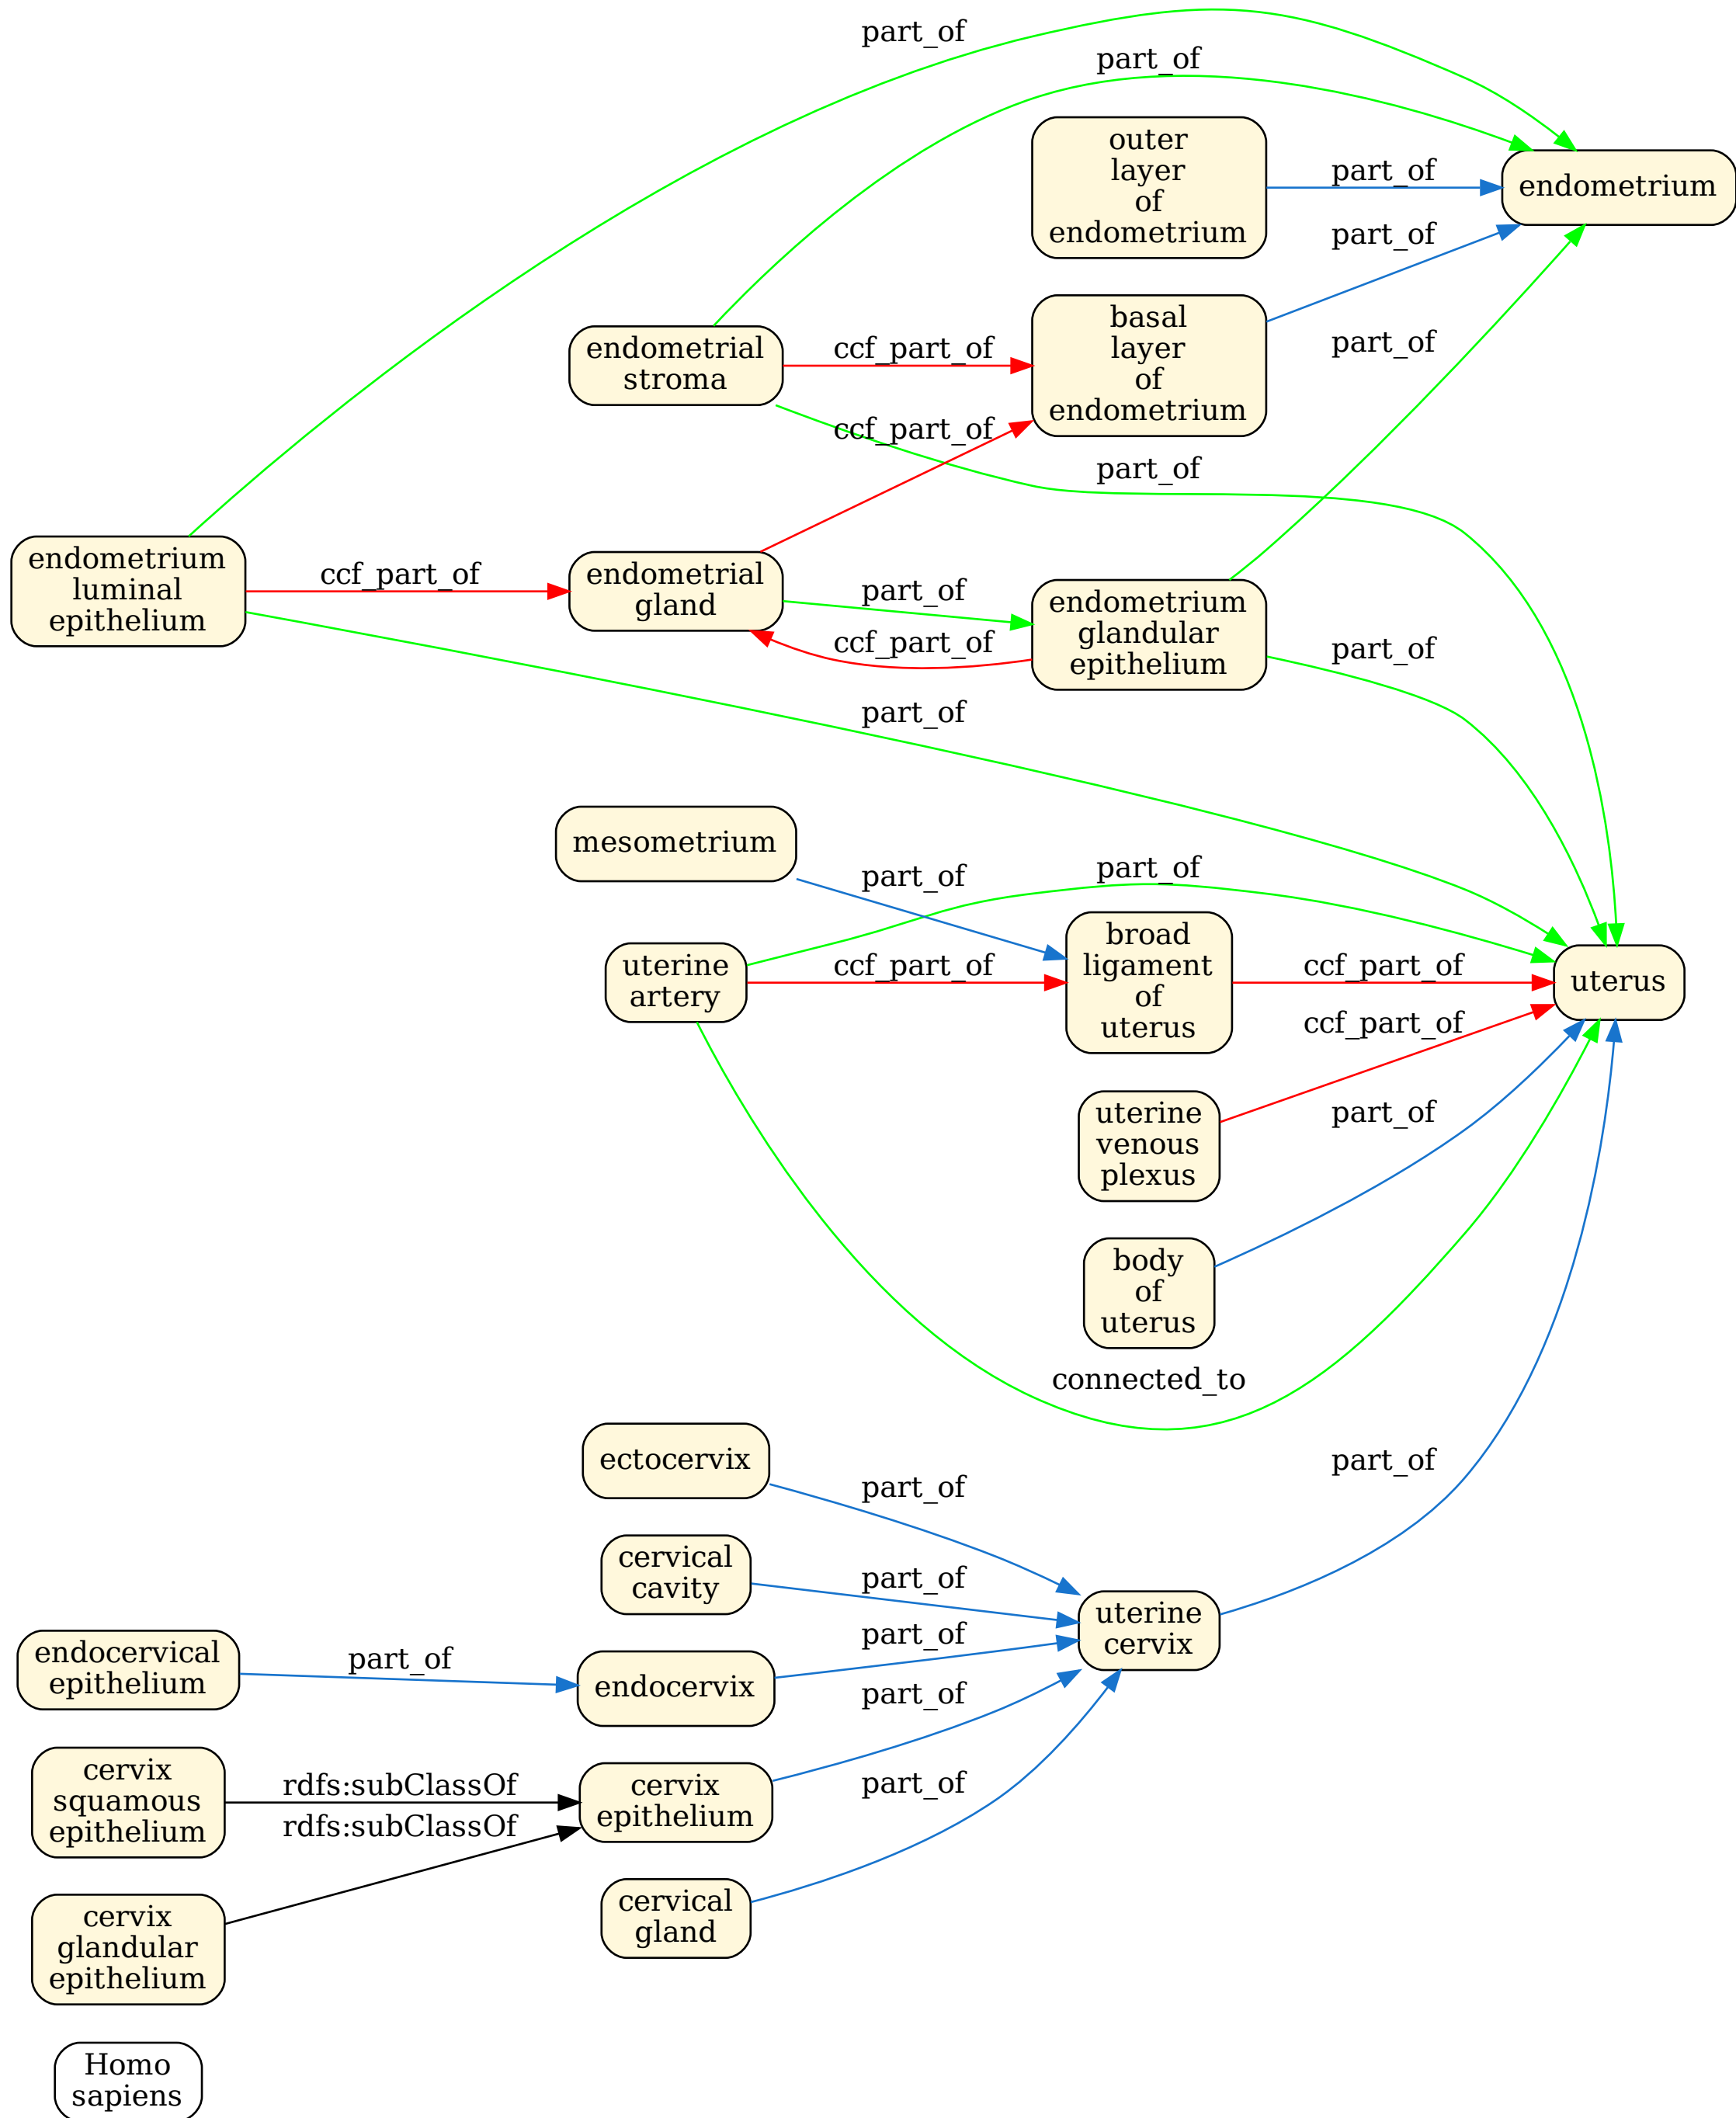 part_of
part_of
outer
layer
of
endometrium
part_of
endometrium
part_of
basal
layer
of
endometrium
endometrial
stroma
ccf_part_of
part_of
ccf_part_of
part_of
endometrium
luminal
epithelium
ccf_part_of
endometrial
gland
part_of
ccf_part_of
endometrium
glandular
epithelium
part_of
part_of
mesometrium
part_of
part_of
uterine
artery
ccf_part_of
broad
ligament
of
uterus
ccf_part_of
uterus
ccf_part_of
uterine
venous
plexus
part_of
body
of
uterus
connected_to
ectocervix
part_of
part_of
cervical
cavity
part_of
uterine
cervix
endocervical
epithelium
part_of
endocervix
part_of
part_of
cervix
squamous
epithelium
rdfs:subClassOf
rdfs:subClassOf
cervix
epithelium
part_of
cervix
glandular
epithelium
cervical
gland
Homo
sapiens